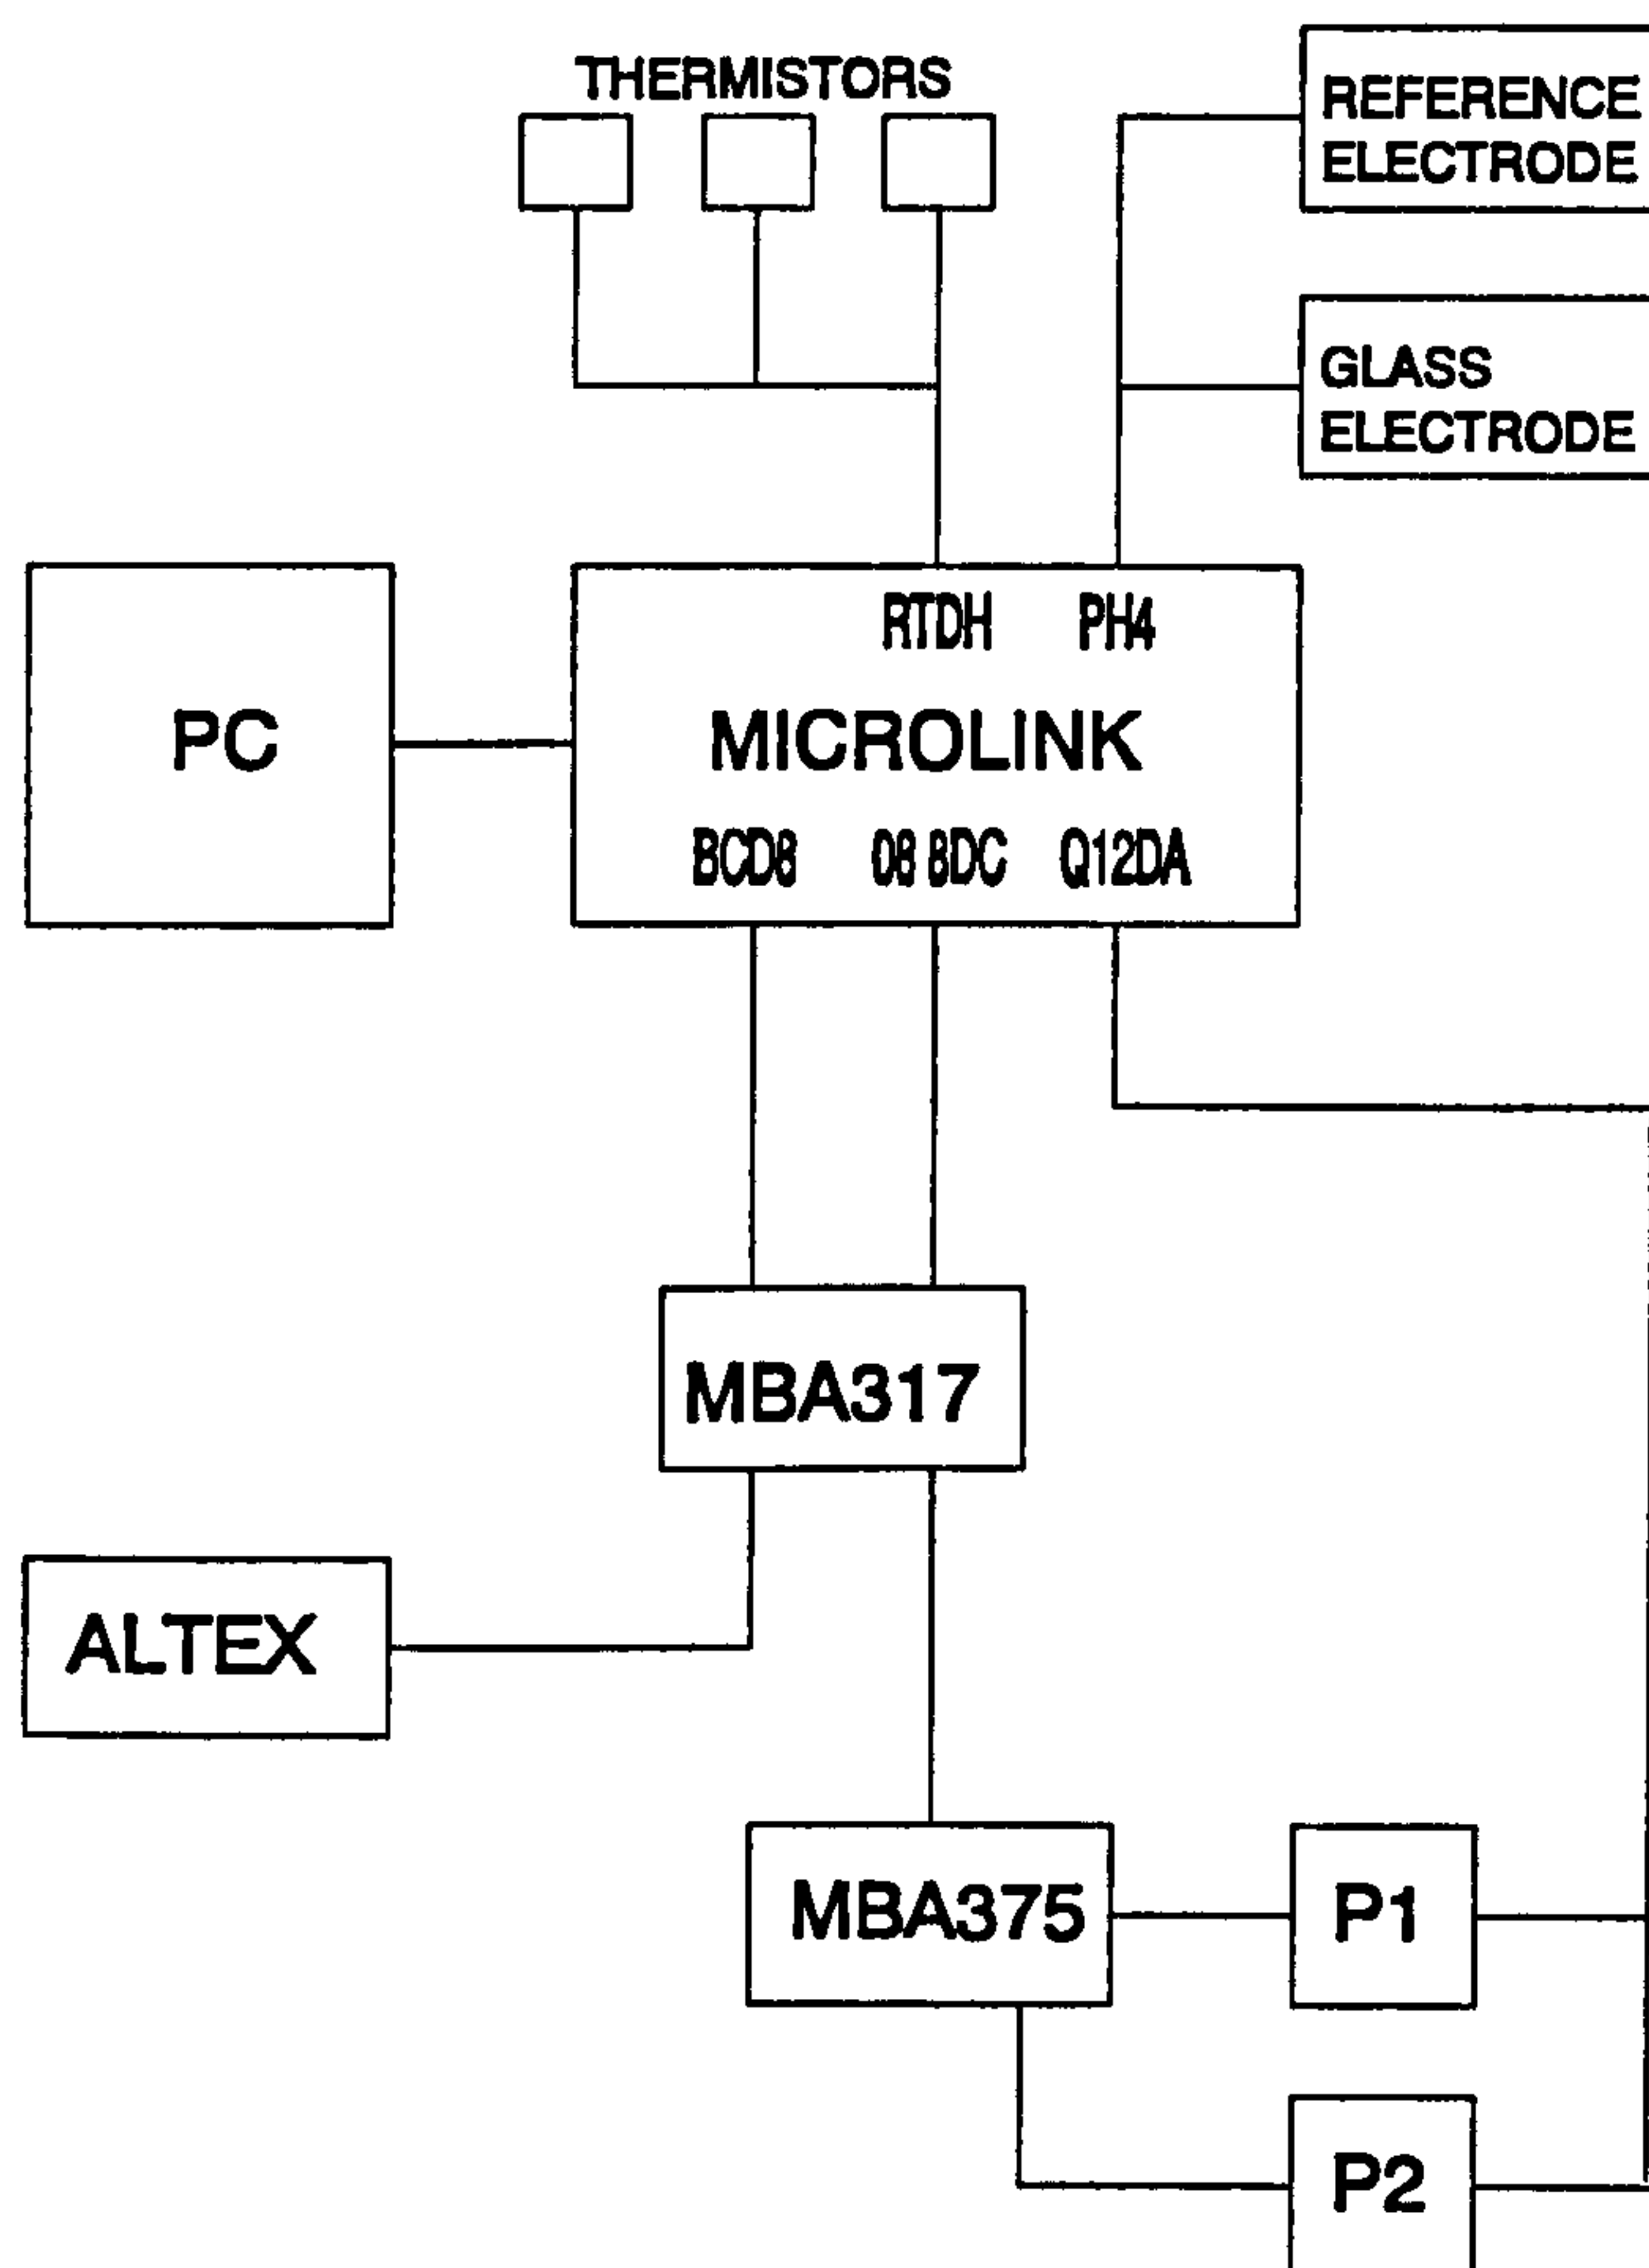 THERMISTORS
REFERENCE
ELECTRODE
GLASS
ELECTRODE
RTDH PH4
PC
MICROLINK
BCD8 08 8DC Q12DA
MBA317
ALTEX
MBA375
P1
P2